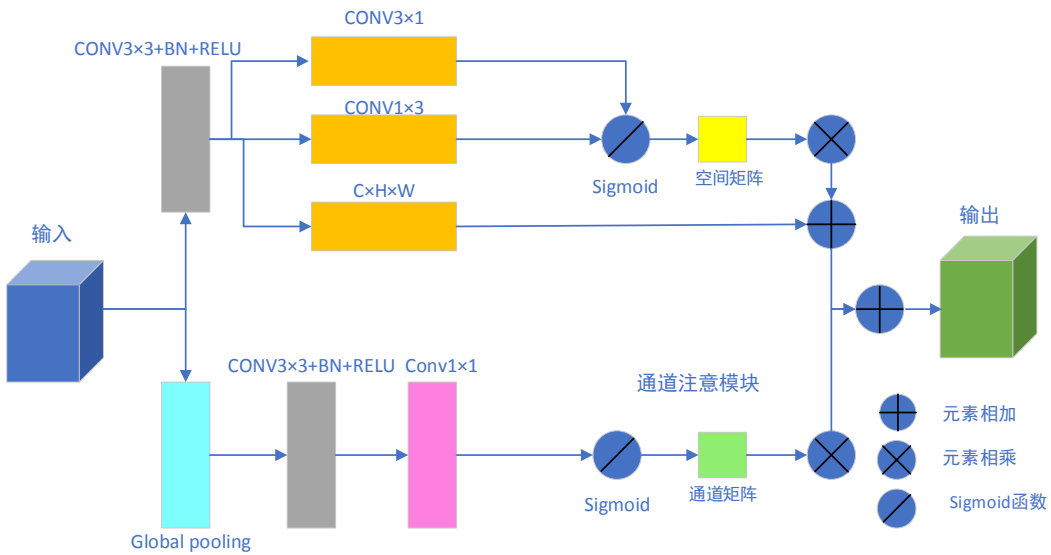 CONV3×1
CONV3×3+BN+RELU
CONV1×3
Sigmoid
空间矩阵
C×H×W
输入
输出
CONV3×3+BN+RELU
Conv1×1
通道注意模块
元素相加
元素相乘
Sigmoid
通道矩阵
Sigmoid函数
Global pooling